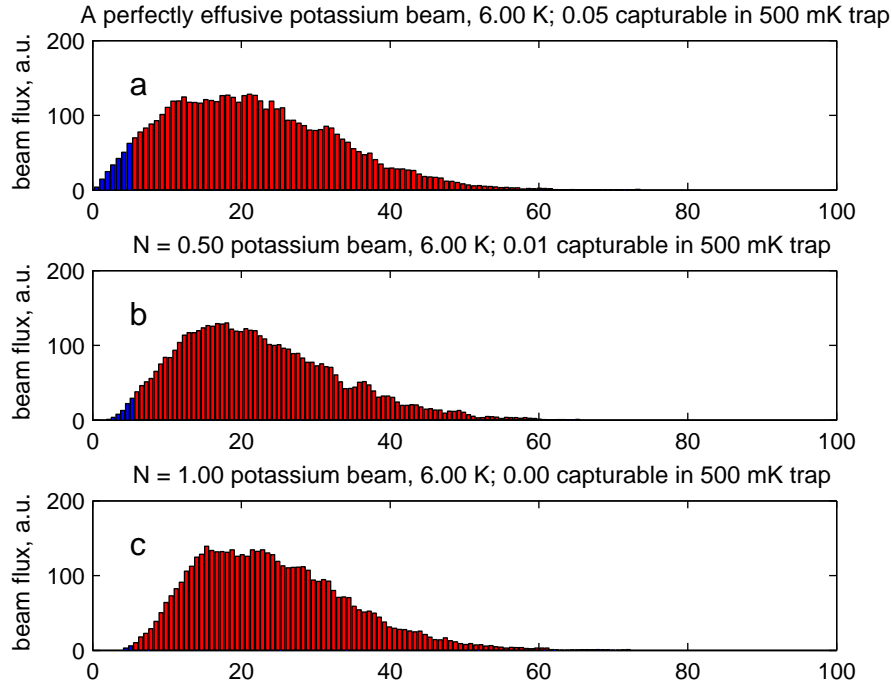 A perfectly effusive potassium beam, 6.00 K; 0.05 capturable in 500 mK trap
200
100
0
beam flux, a.u.
a
0 20 40 60 80 100
N = 0.50 potassium beam, 6.00 K; 0.01 capturable in 500 mK trap
200
100
0
beam flux, a.u.
b
0 20 40 60 80 100
N = 1.00 potassium beam, 6.00 K; 0.00 capturable in 500 mK trap
200
100
0
beam flux, a.u.
c
0 20 40 60 80 100